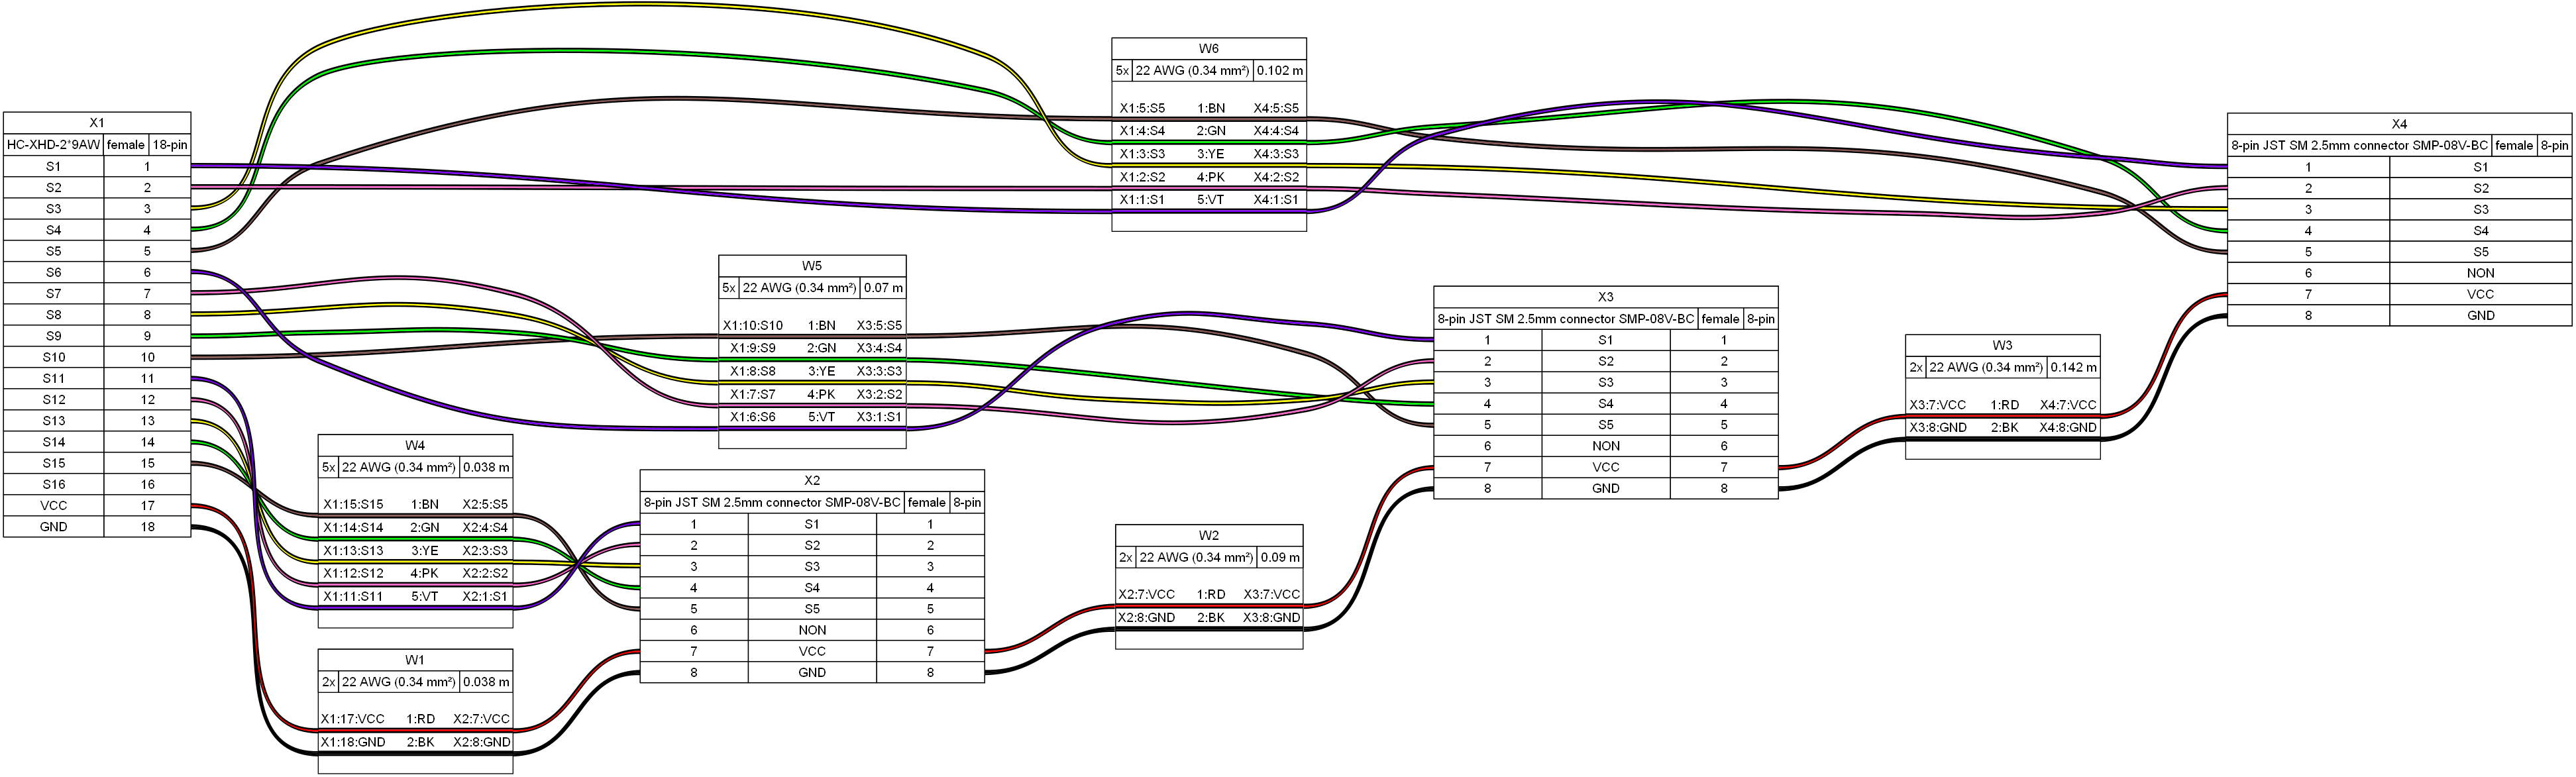 X1
HC-XHD-2*9AW female 18-pin
S1 1
S2 2
S3 3
S4 4
S5 5
S6 6
S7 7
S8 8
S9 9
S10 10
S11 11
S12 12
S13 13
S14 14
S15 15
S16 16
VCC 17
GND 18
W6
5x 22 AWG (0.34 mm²) 0.102 m
X1:5:S5 1:BN X4:5:S5
X1:4:S4 2:GN X4:4:S4
X1:3:S3 3:YE X4:3:S3
X1:2:S2 4:PK X4:2:S2
X1:1:S1 5:VT X4:1:S1
W5
5x 22 AWG (0.34 mm²) 0.07 m
X1:10:S10 1:BN X3:5:S5
X1:9:S9 2:GN X3:4:S4
X1:8:S8 3:YE X3:3:S3
X1:7:S7 4:PK X3:2:S2
X1:6:S6 5:VT X3:1:S1
W4
5x 22 AWG (0.34 mm²) 0.038 m
X1:15:S15 1:BN X2:5:S5
X1:14:S14 2:GN X2:4:S4
X1:13:S13 3:YE X2:3:S3
X1:12:S12 4:PK X2:2:S2
X1:11:S11 5:VT X2:1:S1
W1
2x 22 AWG (0.34 mm²) 0.038 m
X1:17:VCC 1:RD X2:7:VCC
X1:18:GND 2:BK X2:8:GND
X2
8-pin JST SM 2.5mm connector SMP-08V-BC female 8-pin
1 S1 1
2 S2 2
3 S3 3
4 S4 4
5 S5 5
6 NON 6
7 VCC 7
8 GND 8
W2
2x 22 AWG (0.34 mm²) 0.09 m
X2:7:VCC 1:RD X3:7:VCC
X2:8:GND 2:BK X3:8:GND
X3
8-pin JST SM 2.5mm connector SMP-08V-BC female 8-pin
1 S1 1
2 S2 2
3 S3 3
4 S4 4
5 S5 5
6 NON 6
7 VCC 7
8 GND 8
W3
2x 22 AWG (0.34 mm²) 0.142 m
X3:7:VCC 1:RD X4:7:VCC
X3:8:GND 2:BK X4:8:GND
X4
8-pin JST SM 2.5mm connector SMP-08V-BC female 8-pin
1 S1
2 S2
3 S3
4 S4
5 S5
6 NON
7 VCC
8 GND